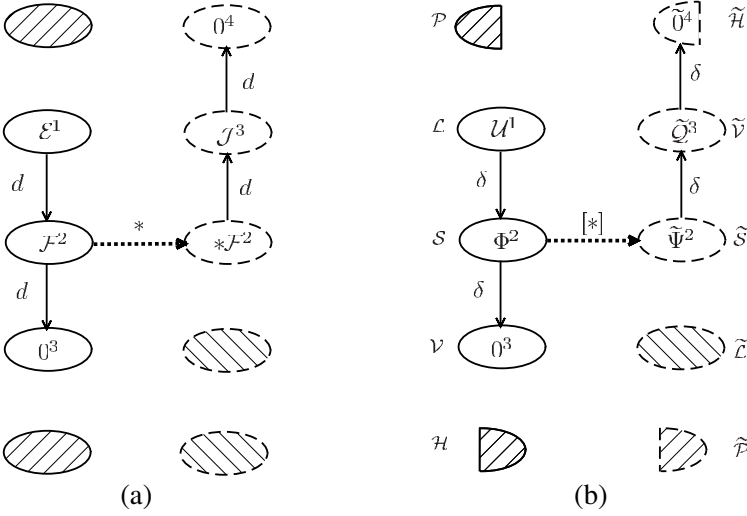 0⁴
𝒫
0̃⁴
ℋ̃
d
δ
ℰ¹
𝒥³
ℒ
𝒰¹
𝒬̃³
𝒱̃
d
d
δ
δ
*
[*]
ℱ²
*ℱ²
𝒮
Φ²
Ψ̃²
𝒮̃
d
δ
0³
𝒱
0³
ℒ̃
ℋ
𝒫̃
(a)
(b)